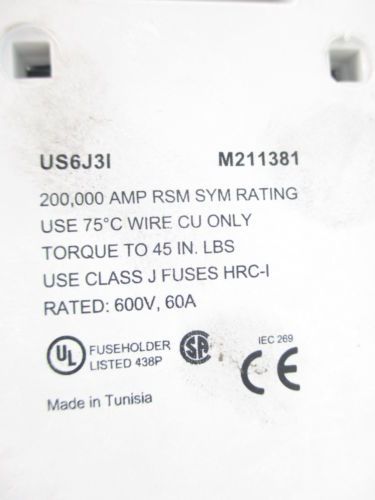 US6J3I M211381
200,000 AMP RSM SYM RATING
USE 75°C WIRE CU ONLY
TORQUE TO 45 IN. LBS
USE CLASS J FUSES HRC-I
RATED: 600V, 60A
UL FUSEHOLDER SA IEC 269
LISTED 438P CE
Made in Tunisia